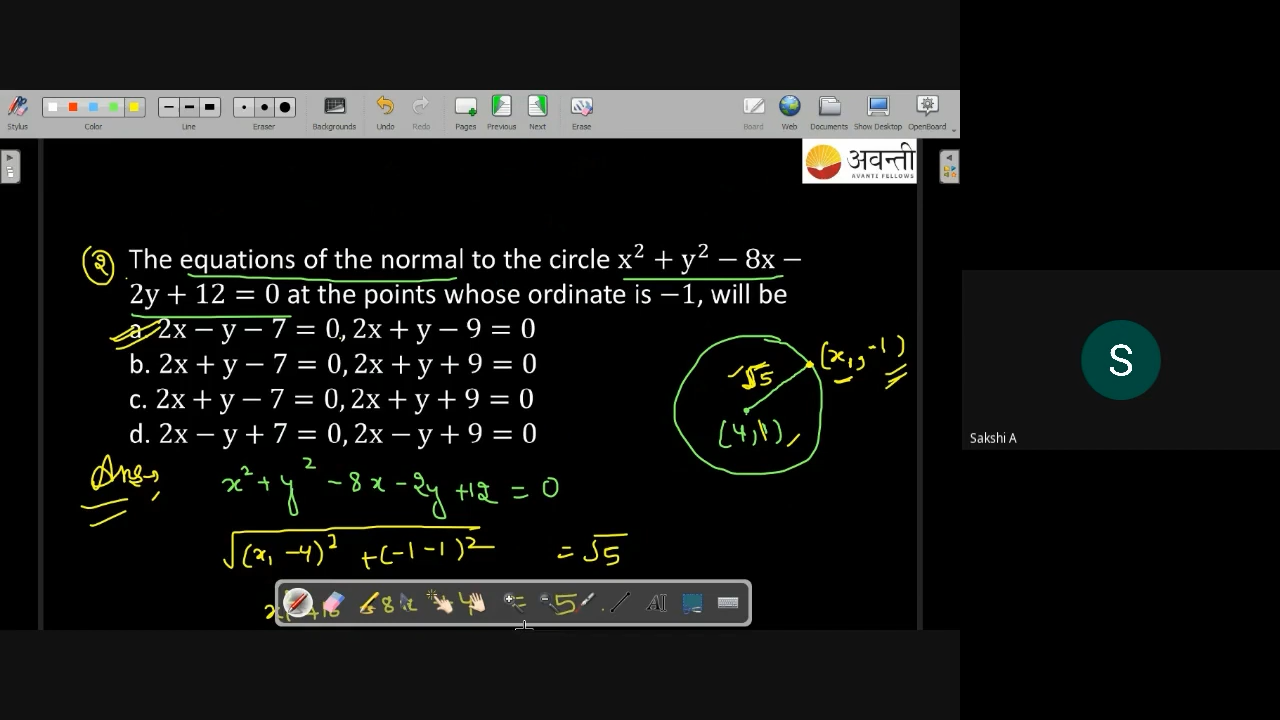 Stylus
Color
Line
Eraser
Backgrounds
Undo
Redo
Pages
Previous
Next
Erase
Board
Web
Documents
Show Desktop
OpenBoard
अवन्ती
AVANTI FELLOWS
(2) The equations of the normal to the circle x² + y² − 8x −
2y + 12 = 0 at the points whose ordinate is −1, will be
a. 2x − y − 7 = 0, 2x + y − 9 = 0
b. 2x + y − 7 = 0, 2x + y + 9 = 0
c. 2x + y − 7 = 0, 2x + y + 9 = 0
d. 2x − y + 7 = 0, 2x − y + 9 = 0
√5
(x₁, −1)
(4,1)
Ans→
x² + y² − 8x − 2y + 12 = 0
√(x₁ − 4)² + (−1 −1)² = √5
= 5
S
Sakshi A